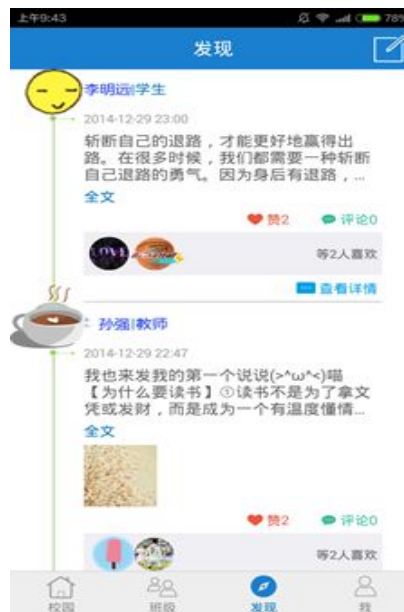 上午9:43
78%
发现
李明远|学生
2014-12-29 23:00
斩断自己的退路，才能更好地赢得出
路。在很多时候，我们都需要一种斩断
自己退路的勇气。因为身后有退路，...
全文
赞2 评论0
LOVE
等2人喜欢
查看详情
孙强|教师
2014-12-29 22:47
我也来发我的第一个说说(>^ω^<)喵
【为什么要读书】①读书不是为了拿文
凭或发财，而是成为一个有温度懂情...
全文
赞2 评论0
等2人喜欢
校园 班级 发现 我